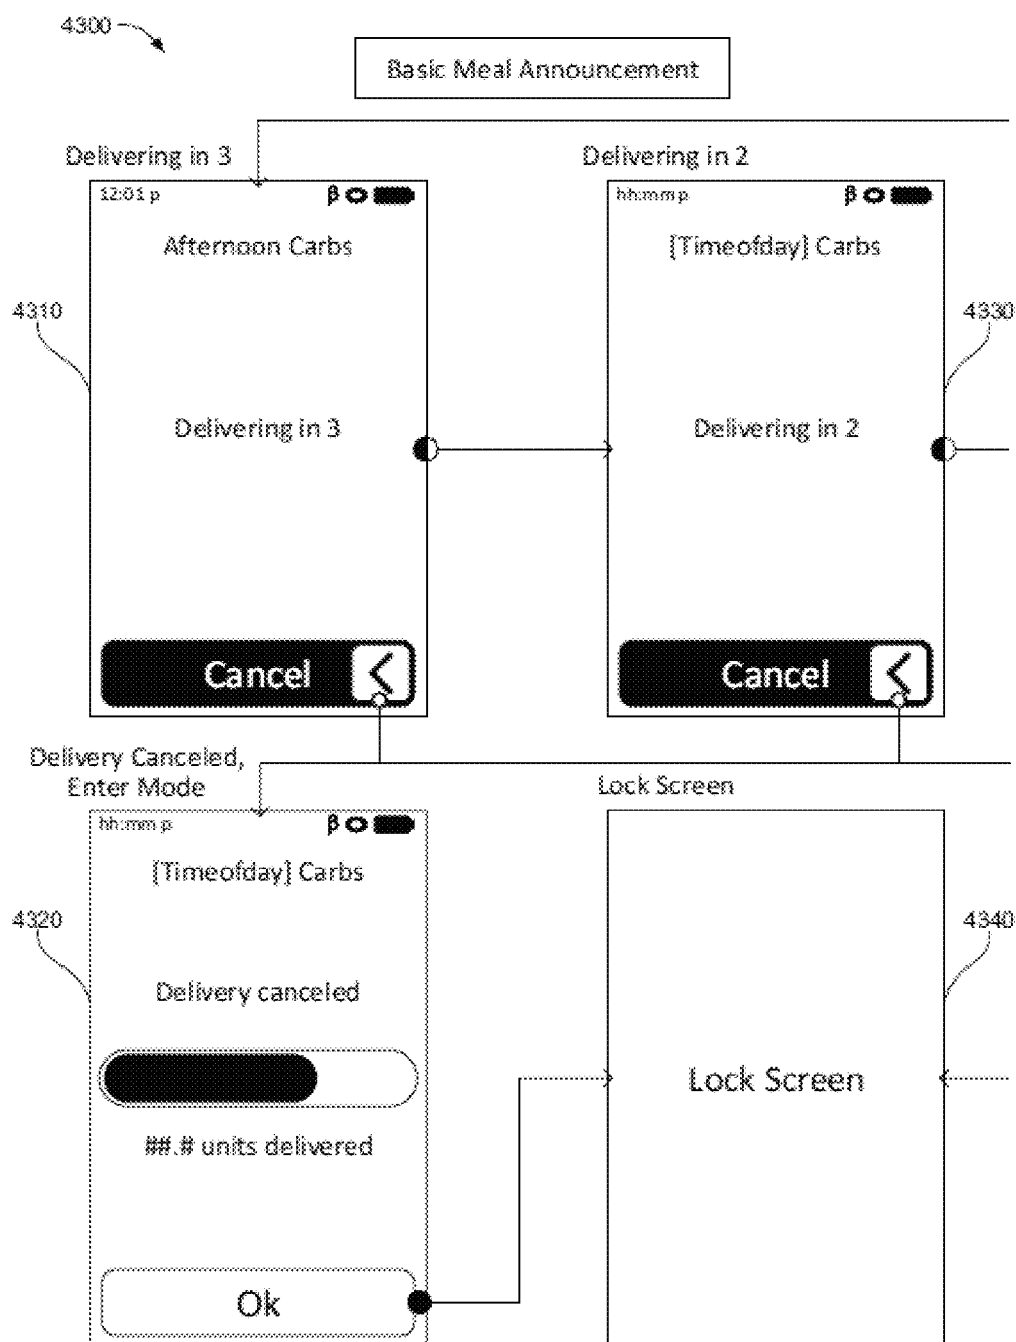 4300
Basic Meal Announcement
Delivering in 3
12:01 p β
Afternoon Carbs
4310
Delivering in 3
Cancel
Delivering in 2
hh:mm p β
[Timeofday] Carbs
4330
Delivering in 2
Cancel
Delivery Canceled,
Enter Mode
hh:mm p β
[Timeofday] Carbs
4320
Delivery canceled
##.# units delivered
Ok
Lock Screen
4340
Lock Screen